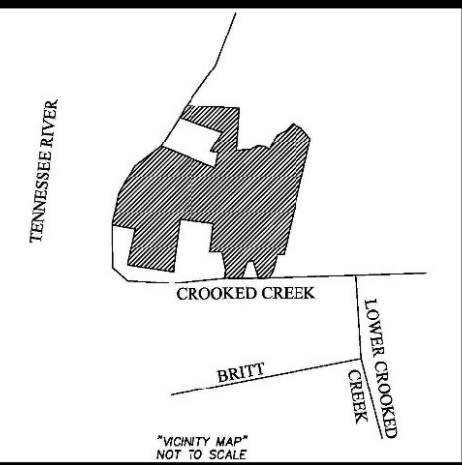 TENNESSEE RIVER
CROOKED CREEK
LOWER CROOKED
CREEK
BRITT
"VICINITY MAP"
NOT TO SCALE